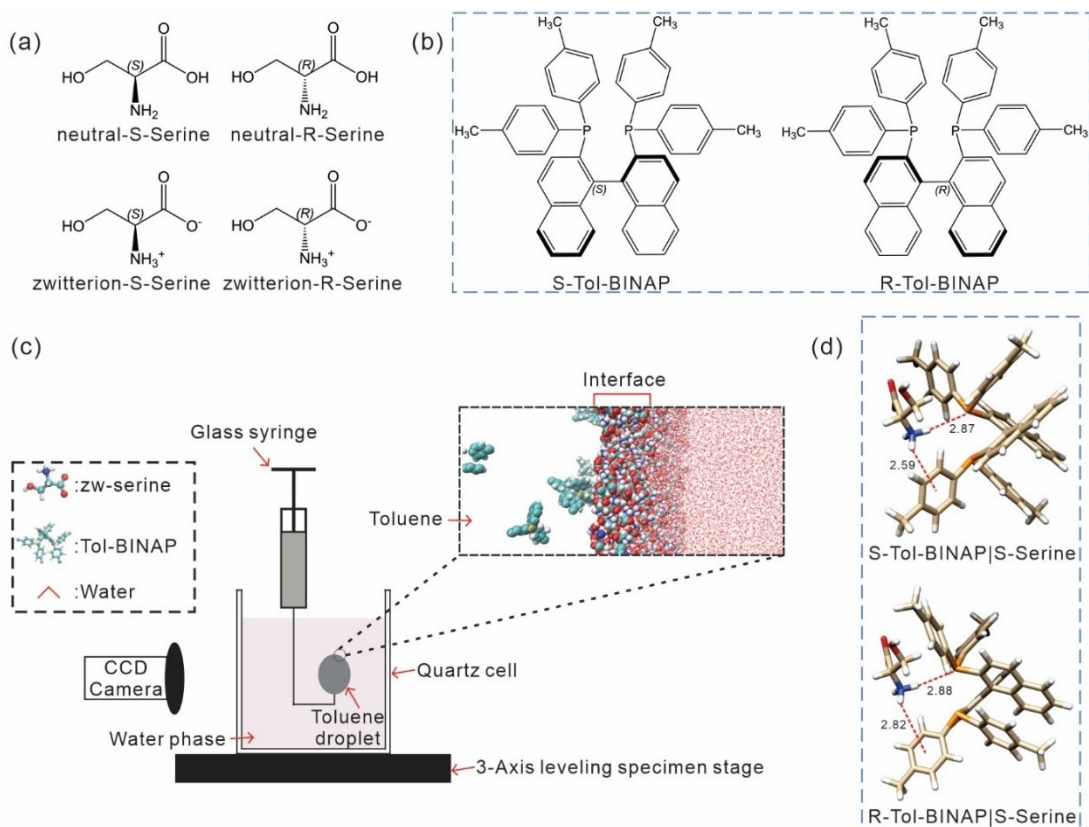 (a)
(S)
O
HO
OH
NH₂
neutral-S-Serine
(R)
O
HO
OH
NH₂
neutral-R-Serine
(S)
O
HO
O⁻
NH₃⁺
zwitterion-S-Serine
(R)
O
HO
O⁻
NH₃⁺
zwitterion-R-Serine
(b)
CH₃
CH₃
H₃C
P
P
CH₃
(S)
S-Tol-BINAP
CH₃
CH₃
H₃C
P
P
CH₃
(R)
R-Tol-BINAP
(c)
Interface
Glass syringe
Toluene
:zw-serine
:Tol-BINAP
:Water
CCD
Camera
Quartz cell
Toluene
droplet
Water phase
3-Axis leveling specimen stage
(d)
2.87
2.59
S-Tol-BINAP|S-Serine
2.88
2.82
R-Tol-BINAP|S-Serine